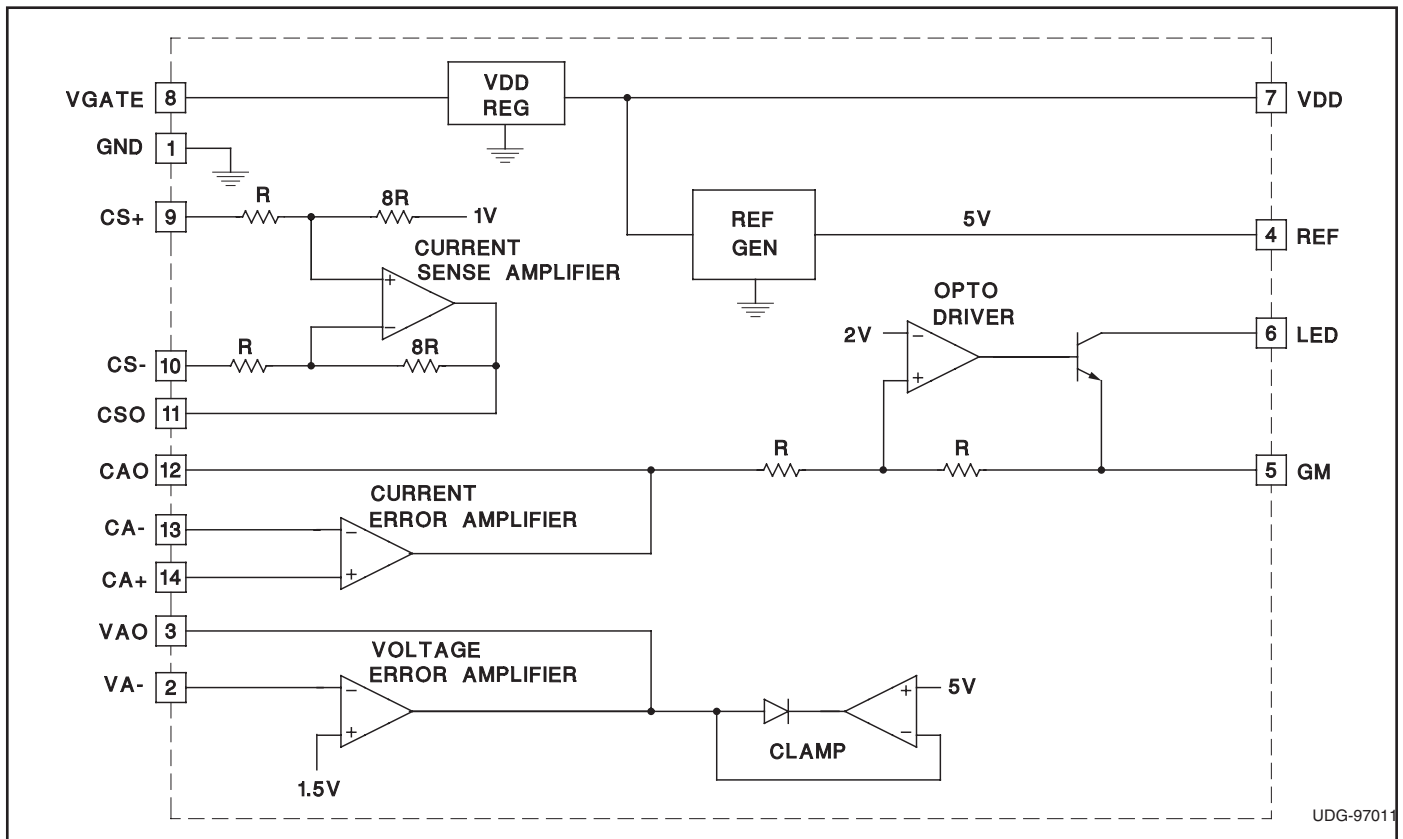 VGATE 8
VDD
REG
7 VDD
GND 1
CS+ 9
R
8R
1V
REF
GEN
5V
4 REF
CURRENT
SENSE AMPLIFIER
OPTO
DRIVER
2V
-
+
6 LED
+
-
CS- 10
R
8R
CSO 11
CAO 12
R
R
5 GM
CURRENT
ERROR AMPLIFIER
CA- 13
-
CA+ 14
+
VAO 3
VOLTAGE
ERROR AMPLIFIER
VA- 2
-
+
1.5V
+
-
5V
CLAMP
UDG-97011